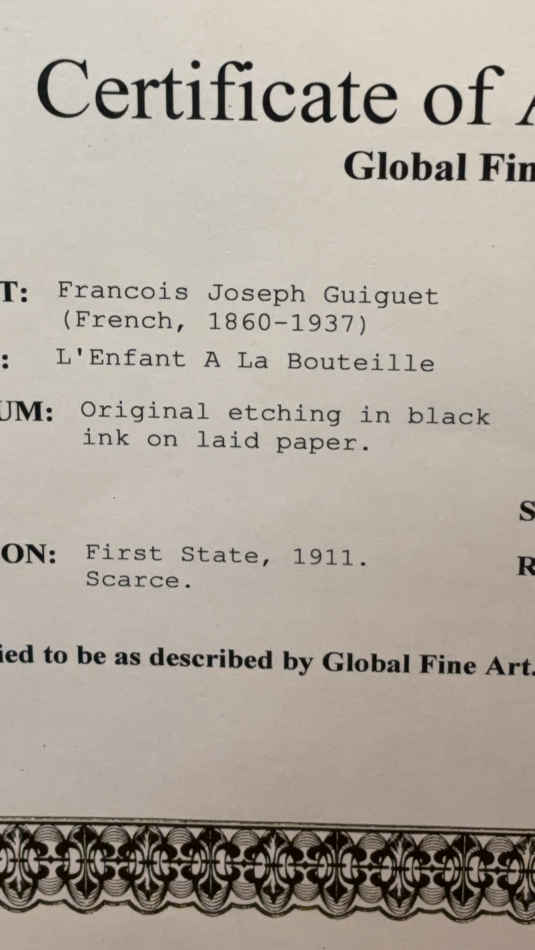 Certificate of A
Global Fin
T: Francois Joseph Guiguet
(French, 1860-1937)
: L'Enfant A La Bouteille
UM: Original etching in black
ink on laid paper.
S
ON: First State, 1911.
R
Scarce.
ied to be as described by Global Fine Art.